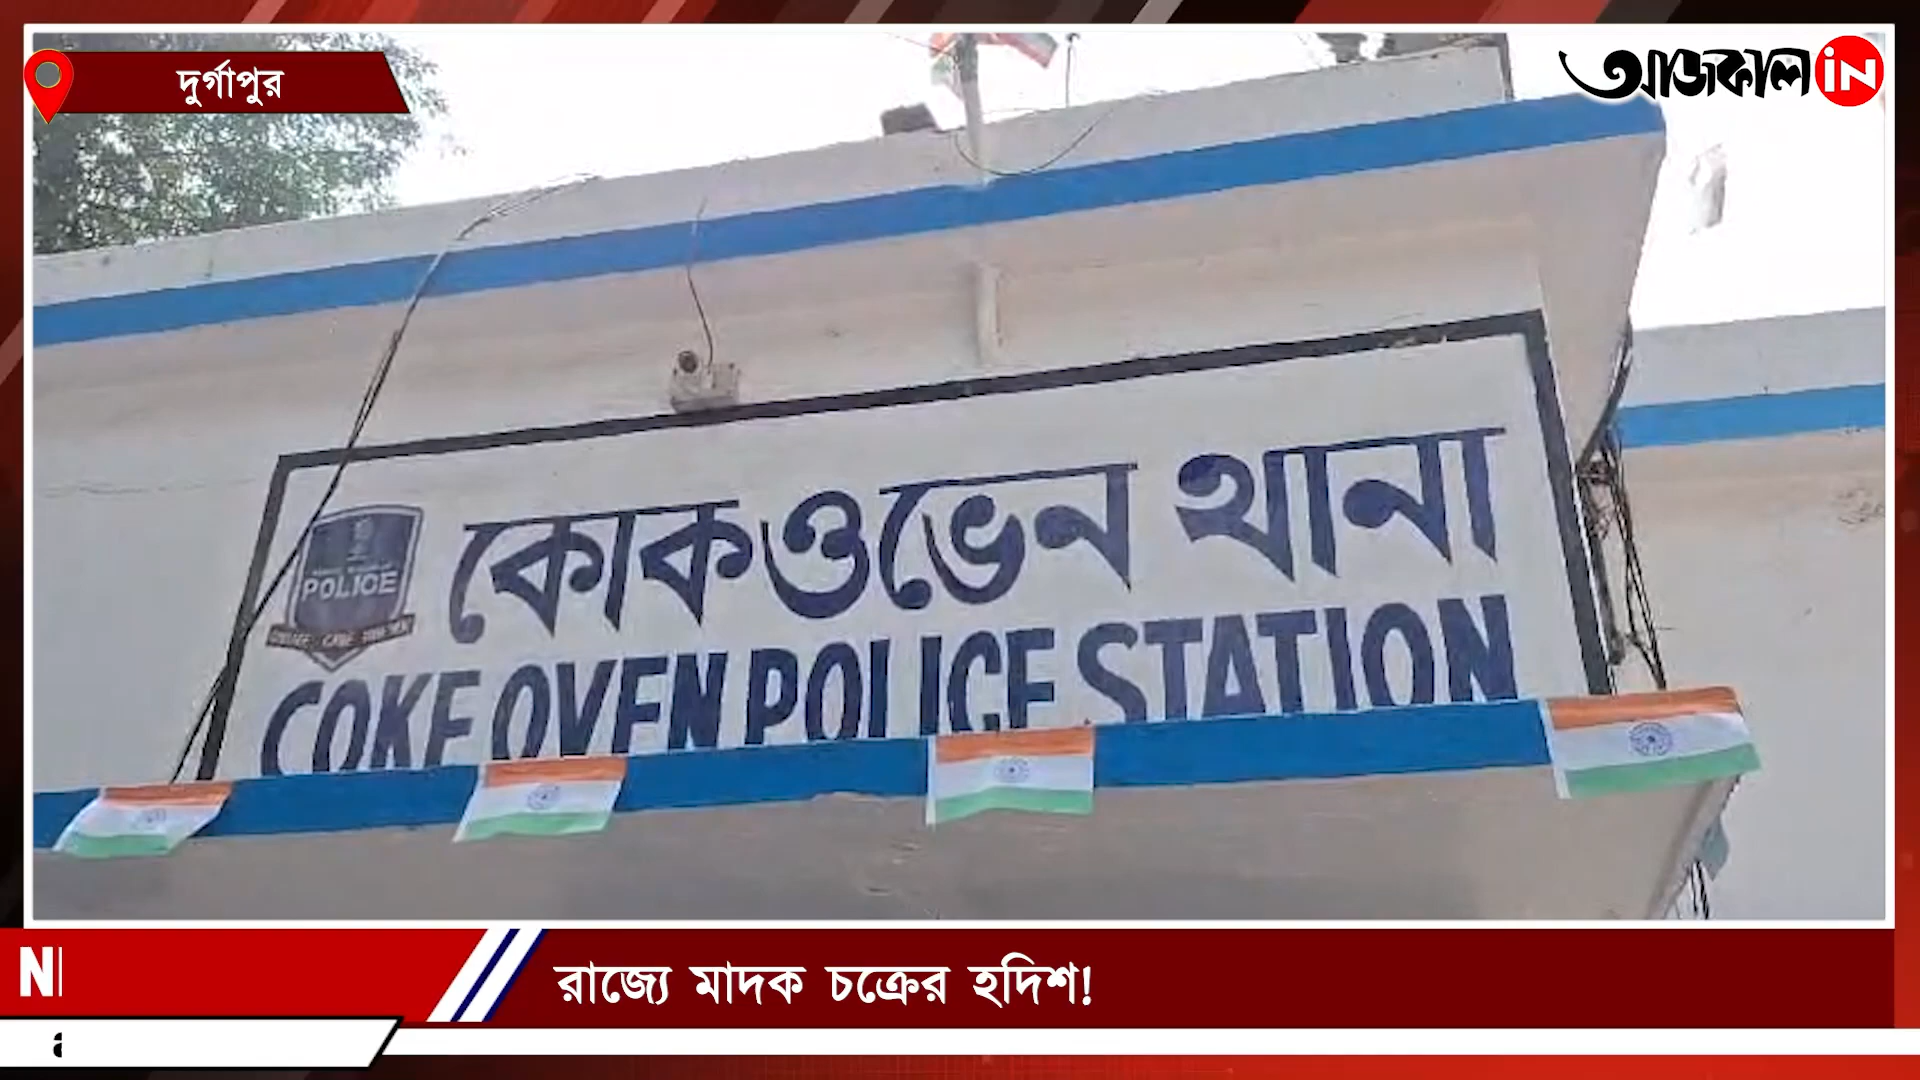 দুর্গাপুর
আজকাল iN
কোকওভেন থানা
POLICE
COKE OVEN POLICE STATION
N
রাজ্যে মাদক চক্রের হদিশ!